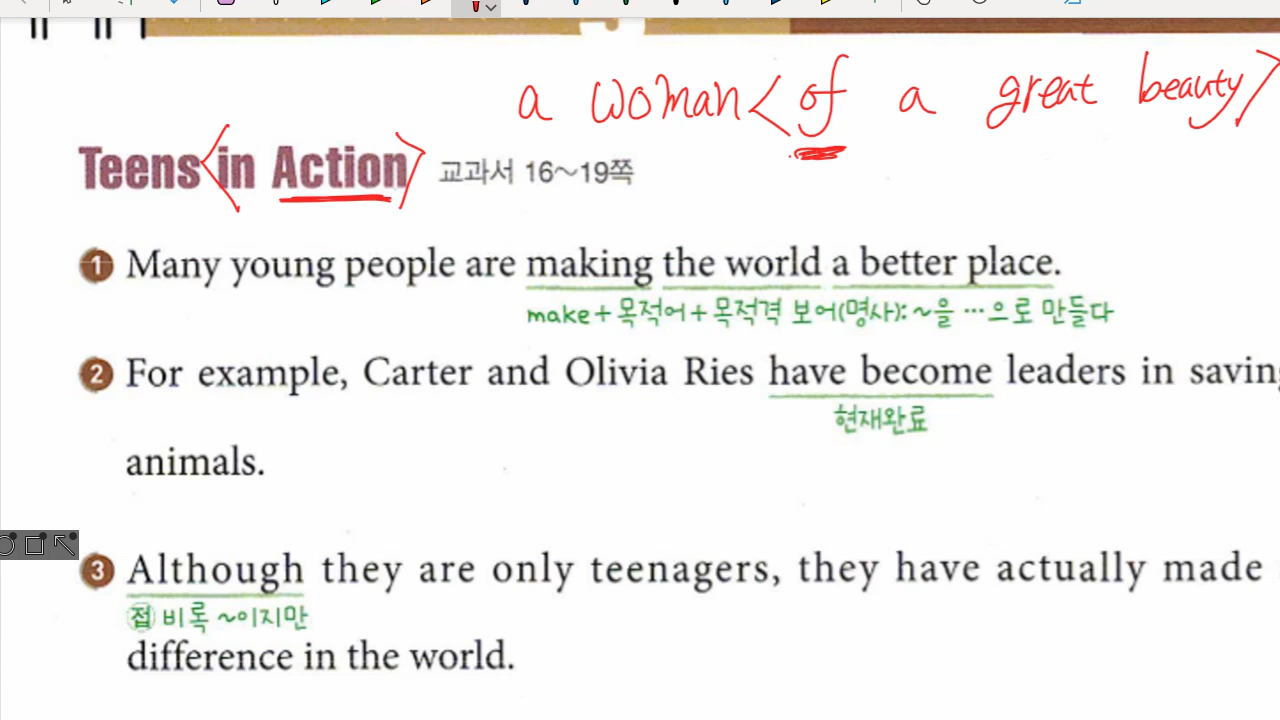 a woman <of a great beauty>
Teens <in Action> 교과서 16~19쪽
1 Many young people are making the world a better place.
make+목적어+목적격 보어(명사): ~을 …으로 만들다
2 For example, Carter and Olivia Ries have become leaders in
현재완료
animals.
3 Although they are only teenagers, they have actually made
접 비록 ~이지만
difference in the world.